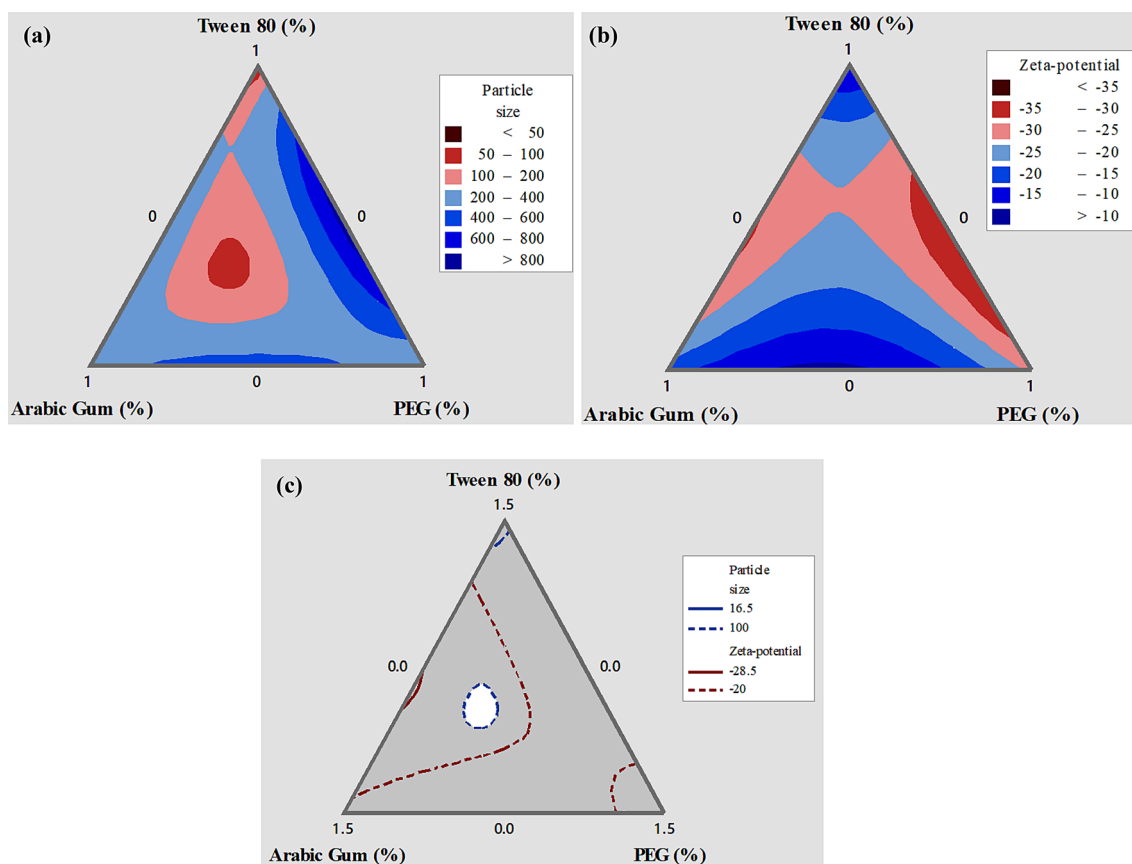 (a)
Tween 80 (%)
1
Particle
size
< 50
50 – 100
100 – 200
200 – 400
400 – 600
600 – 800
> 800
0
0
1
0
1
Arabic Gum (%)
PEG (%)
(b)
Tween 80 (%)
1
Zeta-potential
< -35
-35 – -30
-30 – -25
-25 – -20
-20 – -15
-15 – -10
> -10
0
0
1
0
1
Arabic Gum (%)
PEG (%)
(c)
Tween 80 (%)
1.5
Particle
size
16.5
100
Zeta-potential
-28.5
-20
0.0
0.0
1.5
0.0
1.5
Arabic Gum (%)
PEG (%)